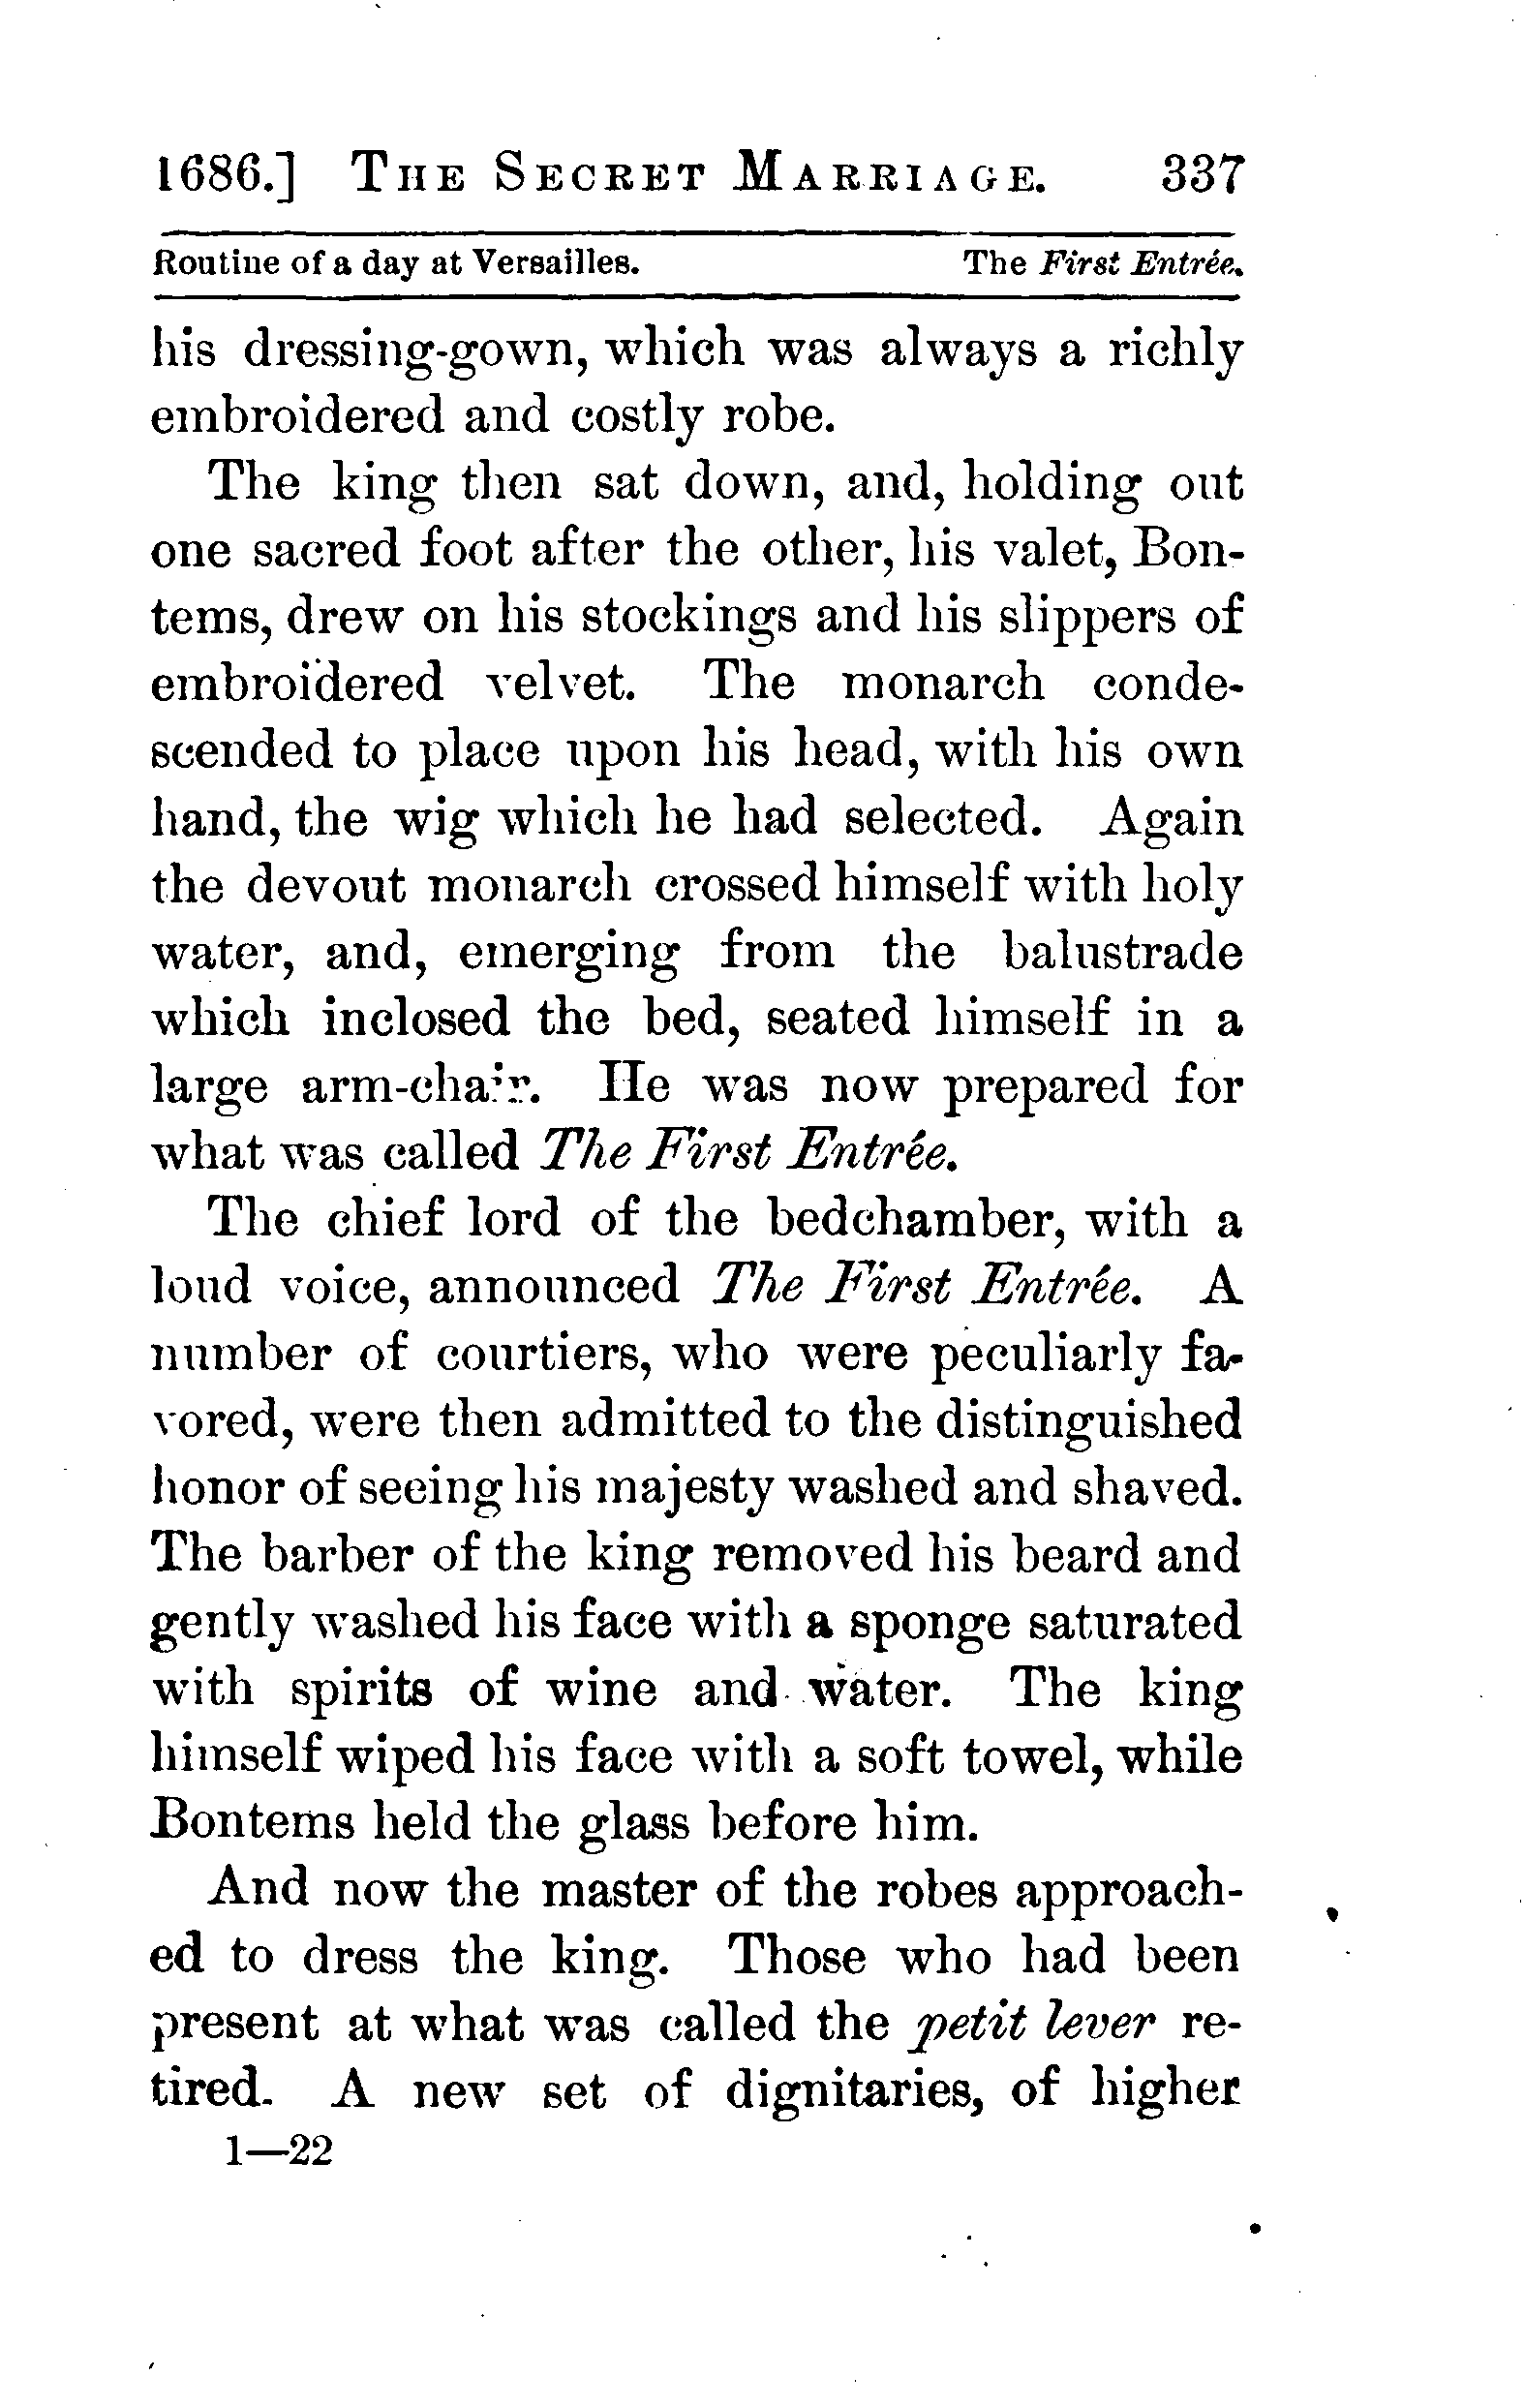 1686.] THE SECRET MARRIAGE. 337
Routine of a day at Versailles. The First Entrée.
his dressing-gown, which was always a richly
embroidered and costly robe.
The king then sat down, and, holding out
one sacred foot after the other, his valet, Bon-
tems, drew on his stockings and his slippers of
embroidered velvet. The monarch conde-
scended to place upon his head, with his own
hand, the wig which he had selected. Again
the devout monarch crossed himself with holy
water, and, emerging from the balustrade
which inclosed the bed, seated himself in a
large arm-chair. He was now prepared for
what was called The First Entrée.
The chief lord of the bedchamber, with a
loud voice, announced The First Entrée. A
number of courtiers, who were peculiarly fa-
vored, were then admitted to the distinguished
honor of seeing his majesty washed and shaved.
The barber of the king removed his beard and
gently washed his face with a sponge saturated
with spirits of wine and water. The king
himself wiped his face with a soft towel, while
Bontems held the glass before him.
And now the master of the robes approach-
ed to dress the king. Those who had been
present at what was called the petit lever re-
tired. A new set of dignitaries, of higher
1—22